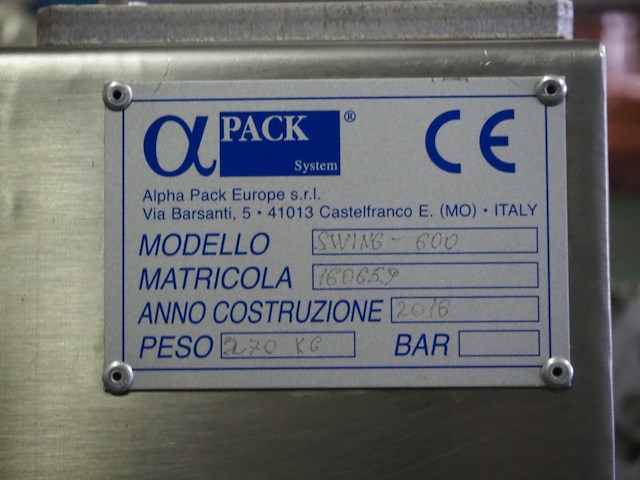 α PACK ® CE
System
Alpha Pack Europe s.r.l.
Via Barsanti, 5 • 41013 Castelfranco E. (MO) • ITALY
MODELLO SWING - 600
MATRICOLA 160659
ANNO COSTRUZIONE 2016
PESO 270 KG BAR